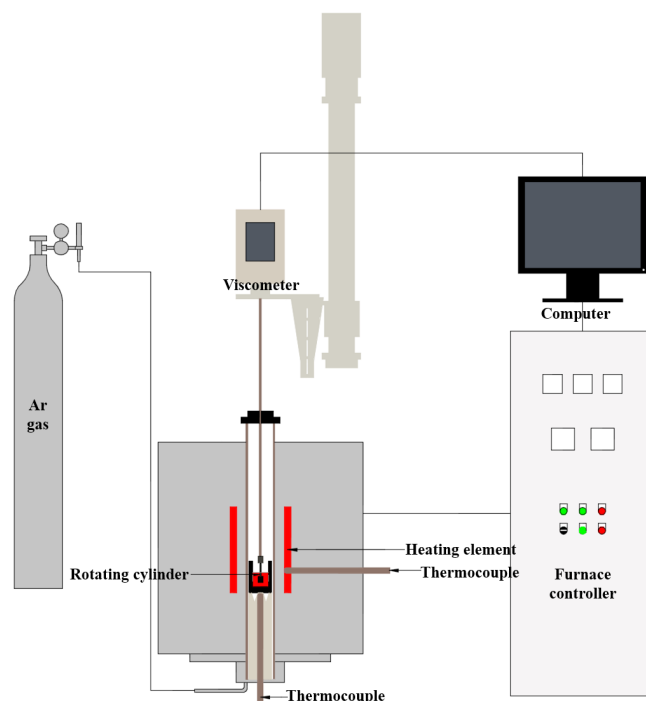 Viscometer
Computer
Ar
gas
Heating element
Rotating cylinder
Thermocouple
Furnace
controller
Thermocouple